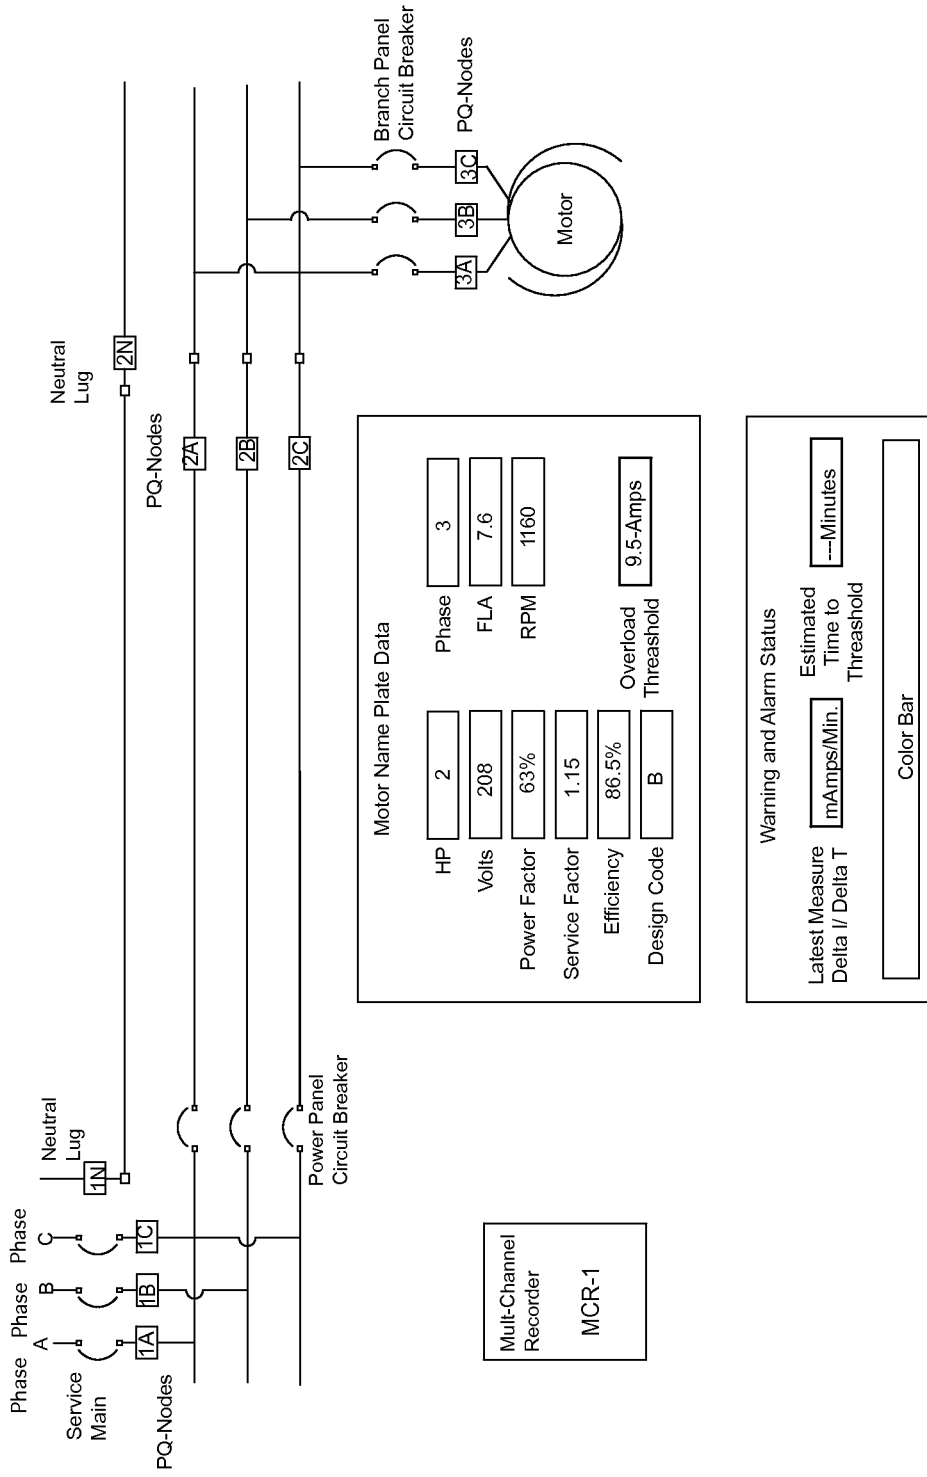 Phase
Phase
Phase
A
B
C
Service
Main
1A
1B
1C
PQ-Nodes
Neutral
Lug
1N
Power Panel
Circuit Breaker
Neutral
Lug
2N
PQ-Nodes
2A
2B
2C
Branch Panel
Circuit Breaker
3A
3B
3C
PQ-Nodes
Motor
Mult-Channel
Recorder
MCR-1
Motor Name Plate Data
HP 2
Phase 3
Volts 208
FLA 7.6
Power Factor 63%
RPM 1160
Service Factor 1.15
Efficiency 86.5%
Design Code B
Overload
Threashold
9.5-Amps
Warning and Alarm Status
Latest Measure
Delta I/ Delta T
mAmps/Min.
Estimated
Time to
Threashold
---Minutes
Color Bar